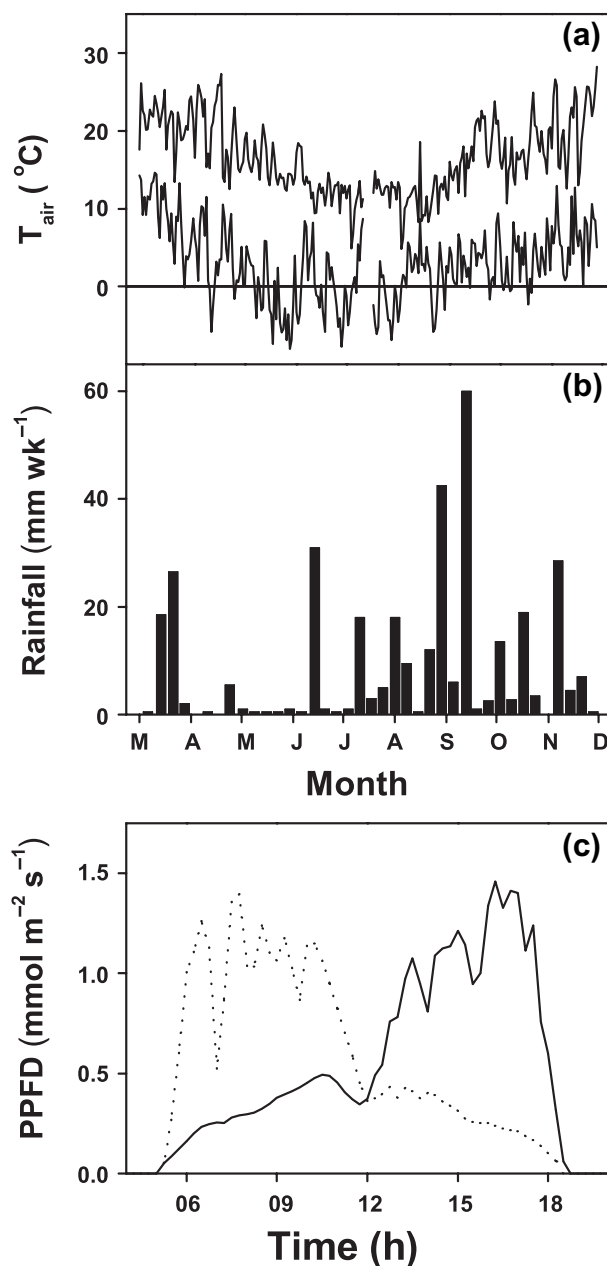 (a)
30
20
10
0
T_air ( °C)
(b)
60
40
20
0
Rainfall (mm wk⁻¹)
M A M J J A S O N D
Month
(c)
1.5
1.0
0.5
0.0
PPFD (mmol m⁻² s⁻¹)
06 09 12 15 18
Time (h)